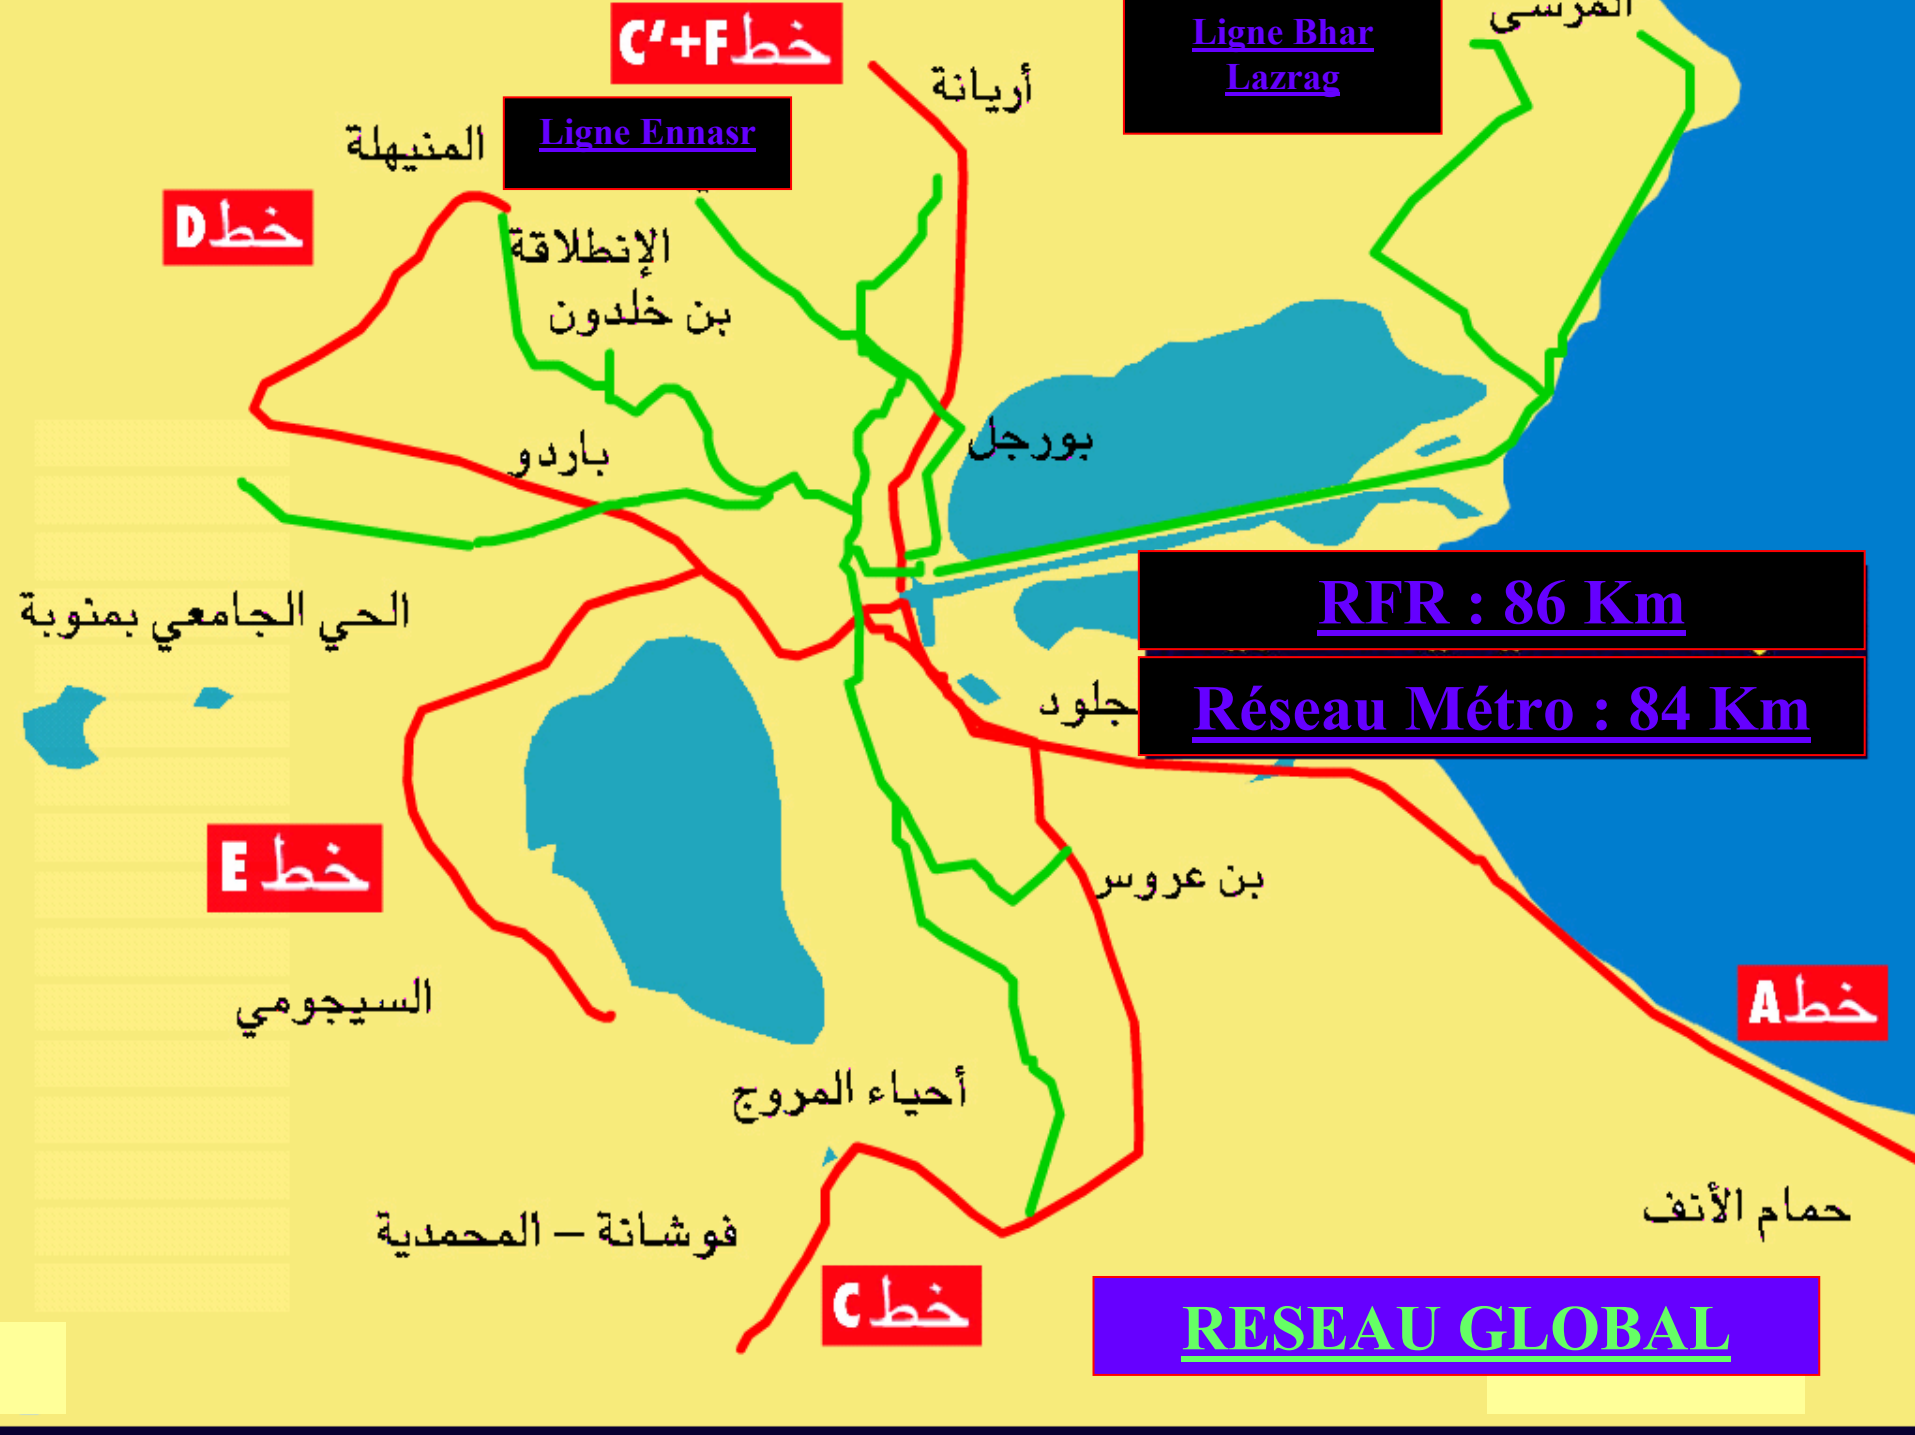 المرسى
Ligne Bhar
Lazrag
خط C’+F
أريانة
Ligne Ennasr
المنيهلة
خط D
الإنطلاقة
بن خلدون
بورجل
باردو
الحي الجامعي بمنوبة
RFR : 86 Km
جلود
Réseau Métro : 84 Km
خط E
بن عروس
السيجومي
خط A
أحياء المروج
حمام الأنف
فوشانة – المحمدية
خط C
RESEAU GLOBAL